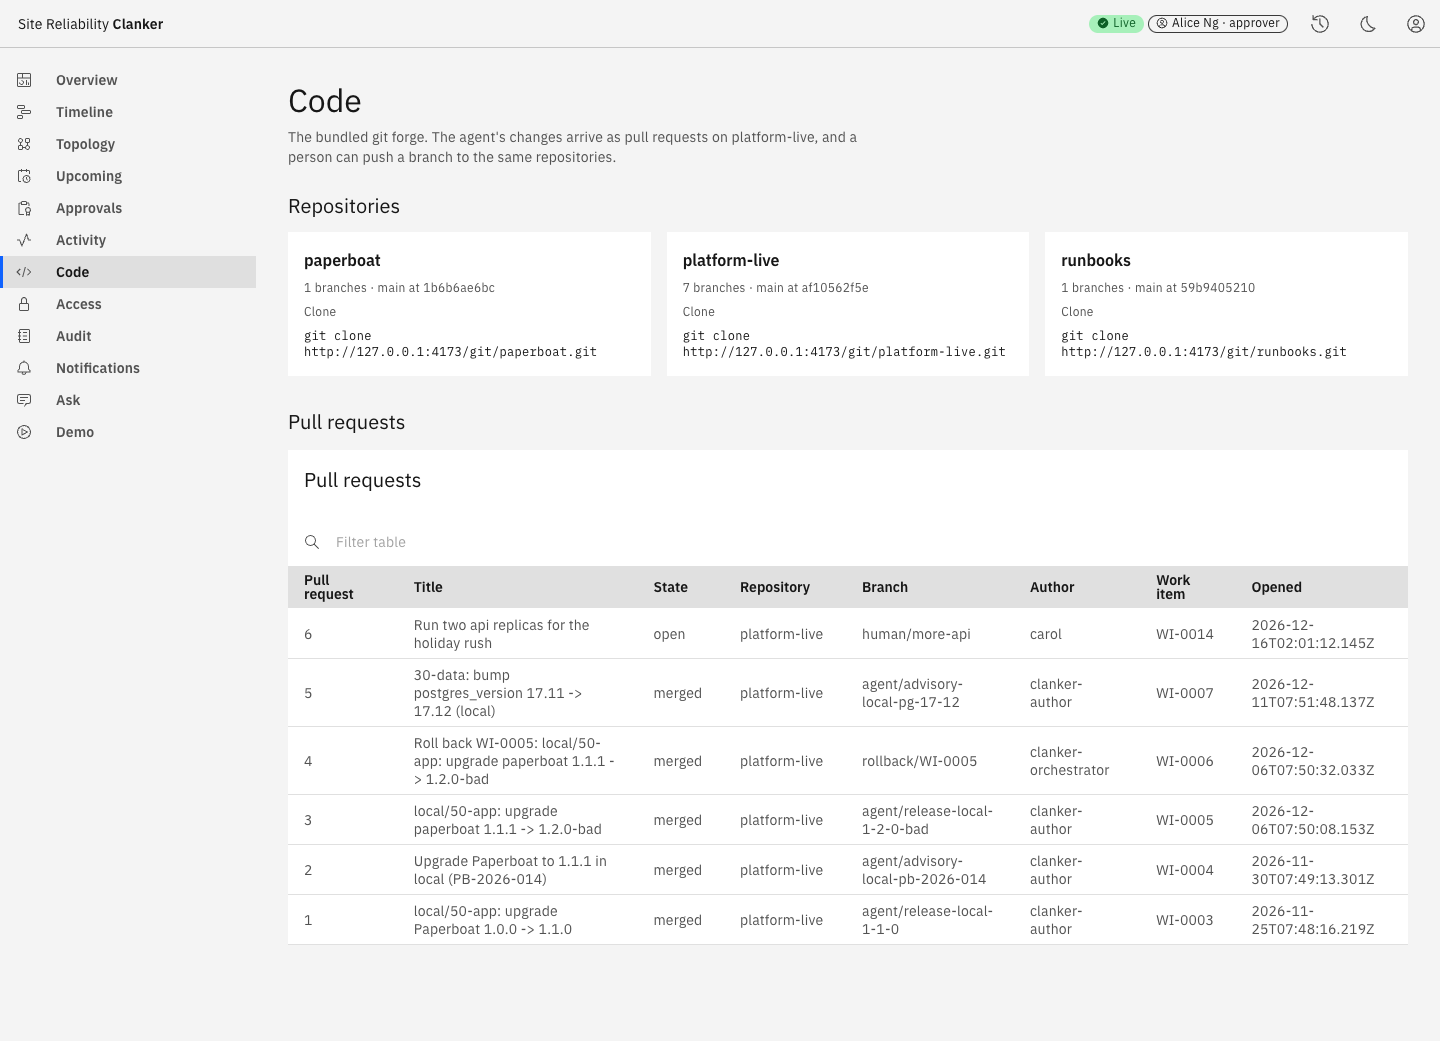 Site Reliability Clanker
Live
Alice Ng · approver
Overview
Timeline
Topology
Upcoming
Approvals
Activity
Code
Access
Audit
Notifications
Ask
Demo
Code
The bundled git forge. The agent's changes arrive as pull requests on platform-live, and a
person can push a branch to the same repositories.
Repositories
paperboat
1 branches · main at 1b6b6ae6bc
Clone
git clone
http://127.0.0.1:4173/git/paperboat.git
platform-live
7 branches · main at af10562f5e
Clone
git clone
http://127.0.0.1:4173/git/platform-live.git
runbooks
1 branches · main at 59b9405210
Clone
git clone
http://127.0.0.1:4173/git/runbooks.git
Pull requests
Pull requests
Filter table
Pull request Title State Repository Branch Author Work item Opened
6 Run two api replicas for the holiday rush open platform-live human/more-api carol WI-0014 2026-12-16T02:01:12.145Z
5 30-data: bump postgres_version 17.11 -> 17.12 (local) merged platform-live agent/advisory-local-pg-17-12 clanker-author WI-0007 2026-12-11T07:51:48.137Z
4 Roll back WI-0005: local/50-app: upgrade paperboat 1.1.1 -> 1.2.0-bad merged platform-live rollback/WI-0005 clanker-orchestrator WI-0006 2026-12-06T07:50:32.033Z
3 local/50-app: upgrade paperboat 1.1.1 -> 1.2.0-bad merged platform-live agent/release-local-1-2-0-bad clanker-author WI-0005 2026-12-06T07:50:08.153Z
2 Upgrade Paperboat to 1.1.1 in local (PB-2026-014) merged platform-live agent/advisory-local-pb-2026-014 clanker-author WI-0004 2026-11-30T07:49:13.301Z
1 local/50-app: upgrade Paperboat 1.0.0 -> 1.1.0 merged platform-live agent/release-local-1-1-0 clanker-author WI-0003 2026-11-25T07:48:16.219Z